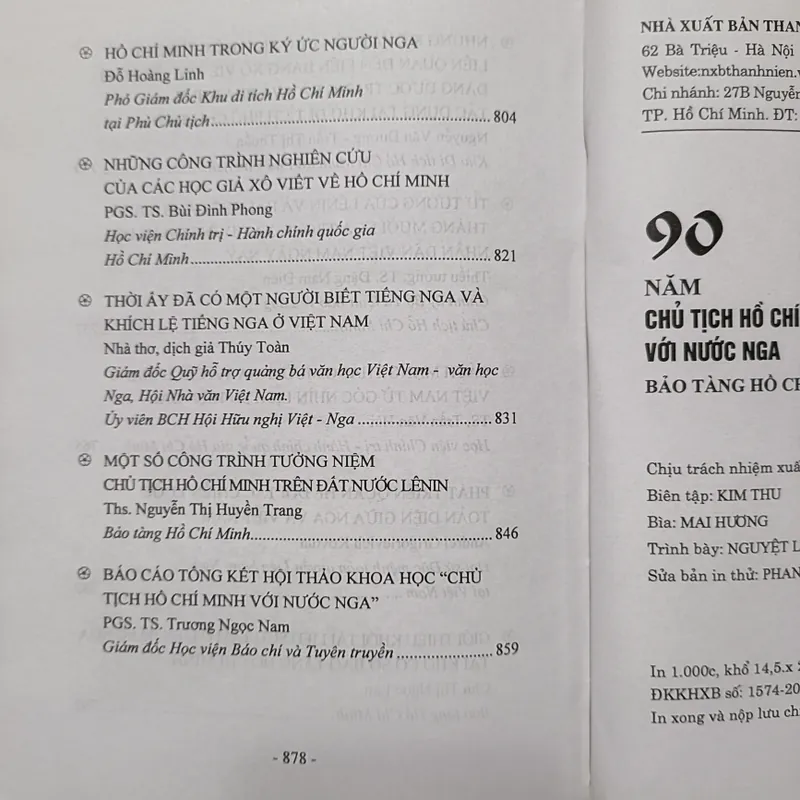 HỒ CHÍ MINH TRONG KÝ ỨC NGƯỜI NGA
Đỗ Hoàng Linh
Phó Giám đốc Khu di tích Hồ Chí Minh
tại Phủ Chủ tịch........................................................804
NHỮNG CÔNG TRÌNH NGHIÊN CỨU
CỦA CÁC HỌC GIẢ XÔ VIẾT VỀ HỒ CHÍ MINH
PGS. TS. Bùi Đình Phong
Học viện Chính trị - Hành chính quốc gia
Hồ Chí Minh............................................................821
THỜI ẤY ĐÃ CÓ MỘT NGƯỜI BIẾT TIẾNG NGA VÀ
KHÍCH LỆ TIẾNG NGA Ở VIỆT NAM
Nhà thơ, dịch giả Thúy Toàn
Giám đốc Quỹ hỗ trợ quảng bá văn học Việt Nam - văn học
Nga, Hội Nhà văn Việt Nam.
Ủy viên BCH Hội Hữu nghị Việt - Nga ...........................831
MỘT SỐ CÔNG TRÌNH TƯỞNG NIỆM
CHỦ TỊCH HỒ CHÍ MINH TRÊN ĐẤT NƯỚC LÊNIN
Ths. Nguyễn Thị Huyền Trang
Bảo tàng Hồ Chí Minh................................................846
BÁO CÁO TỔNG KẾT HỘI THẢO KHOA HỌC “CHỦ
TỊCH HỒ CHÍ MINH VỚI NƯỚC NGA”
PGS. TS. Trương Ngọc Nam
Giám đốc Học viện Báo chí và Tuyên truyền ...................859
- 878 -
NHÀ XUẤT BẢN THAN
62 Bà Triệu - Hà Nội
Website:nxbthanhnien.v
Chi nhánh: 27B Nguyễn
TP. Hồ Chí Minh. ĐT:
90
NĂM
CHỦ TỊCH HỒ CHÍ
VỚI NƯỚC NGA
BẢO TÀNG HỒ CH
Chịu trách nhiệm xuất
Biên tập: KIM THU
Bìa: MAI HƯƠNG
Trình bày: NGUYỆT L
Sửa bản in thử: PHAN
In 1.000c, khổ 14,5.x
ĐKKHXB số: 1574-20
In xong và nộp lưu chi